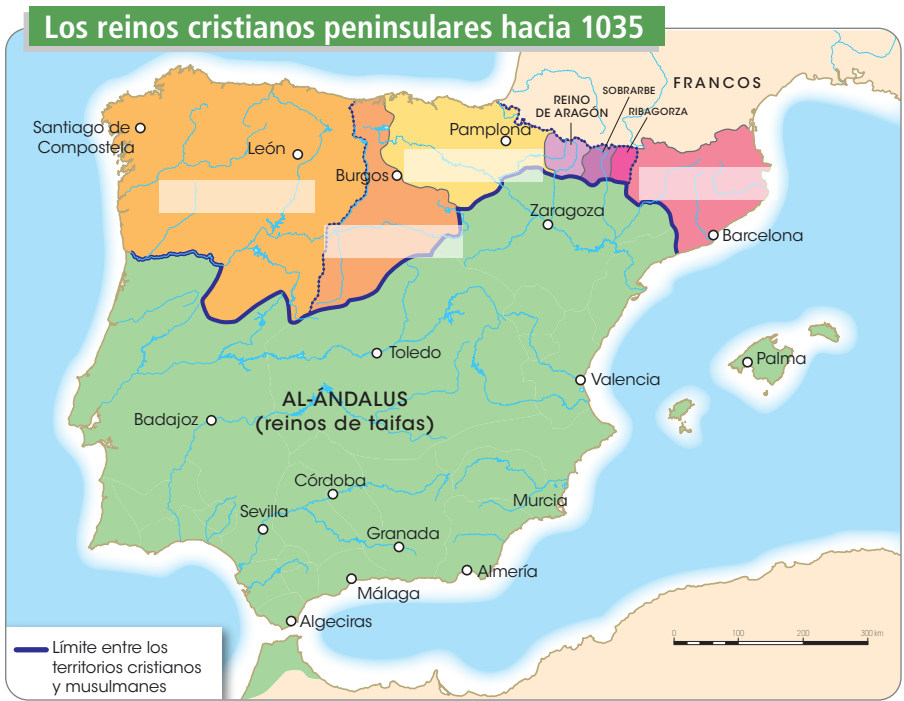 Los reinos cristianos peninsulares hacia 1035
FRANCOS
SOBRARBE
REINO
DE ARAGÓN
RIBAGORZA
Santiago de
Compostela
León
Pamplona
Burgos
Zaragoza
Barcelona
Toledo
Palma
Valencia
AL-ÁNDALUS
(reinos de taifas)
Badajoz
Córdoba
Murcia
Sevilla
Granada
Almería
Málaga
Algeciras
0 100 200 300 km
Límite entre los
territorios cristianos
y musulmanes